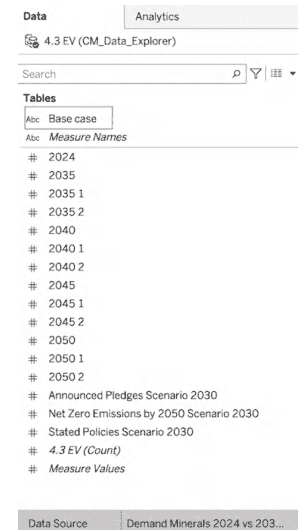 Data Analytics
4.3 EV (CM_Data_Explorer)
Search
Tables
Abc Base case
Abc Measure Names
# 2024
# 2035
# 2035 1
# 2035 2
# 2040
# 2040 1
# 2040 2
# 2045
# 2045 1
# 2045 2
# 2050
# 2050 1
# 2050 2
# Announced Pledges Scenario 2030
# Net Zero Emissions by 2050 Scenario 2030
# Stated Policies Scenario 2030
# 4.3 EV (Count)
# Measure Values
Data Source Demand Minerals 2024 vs 203...